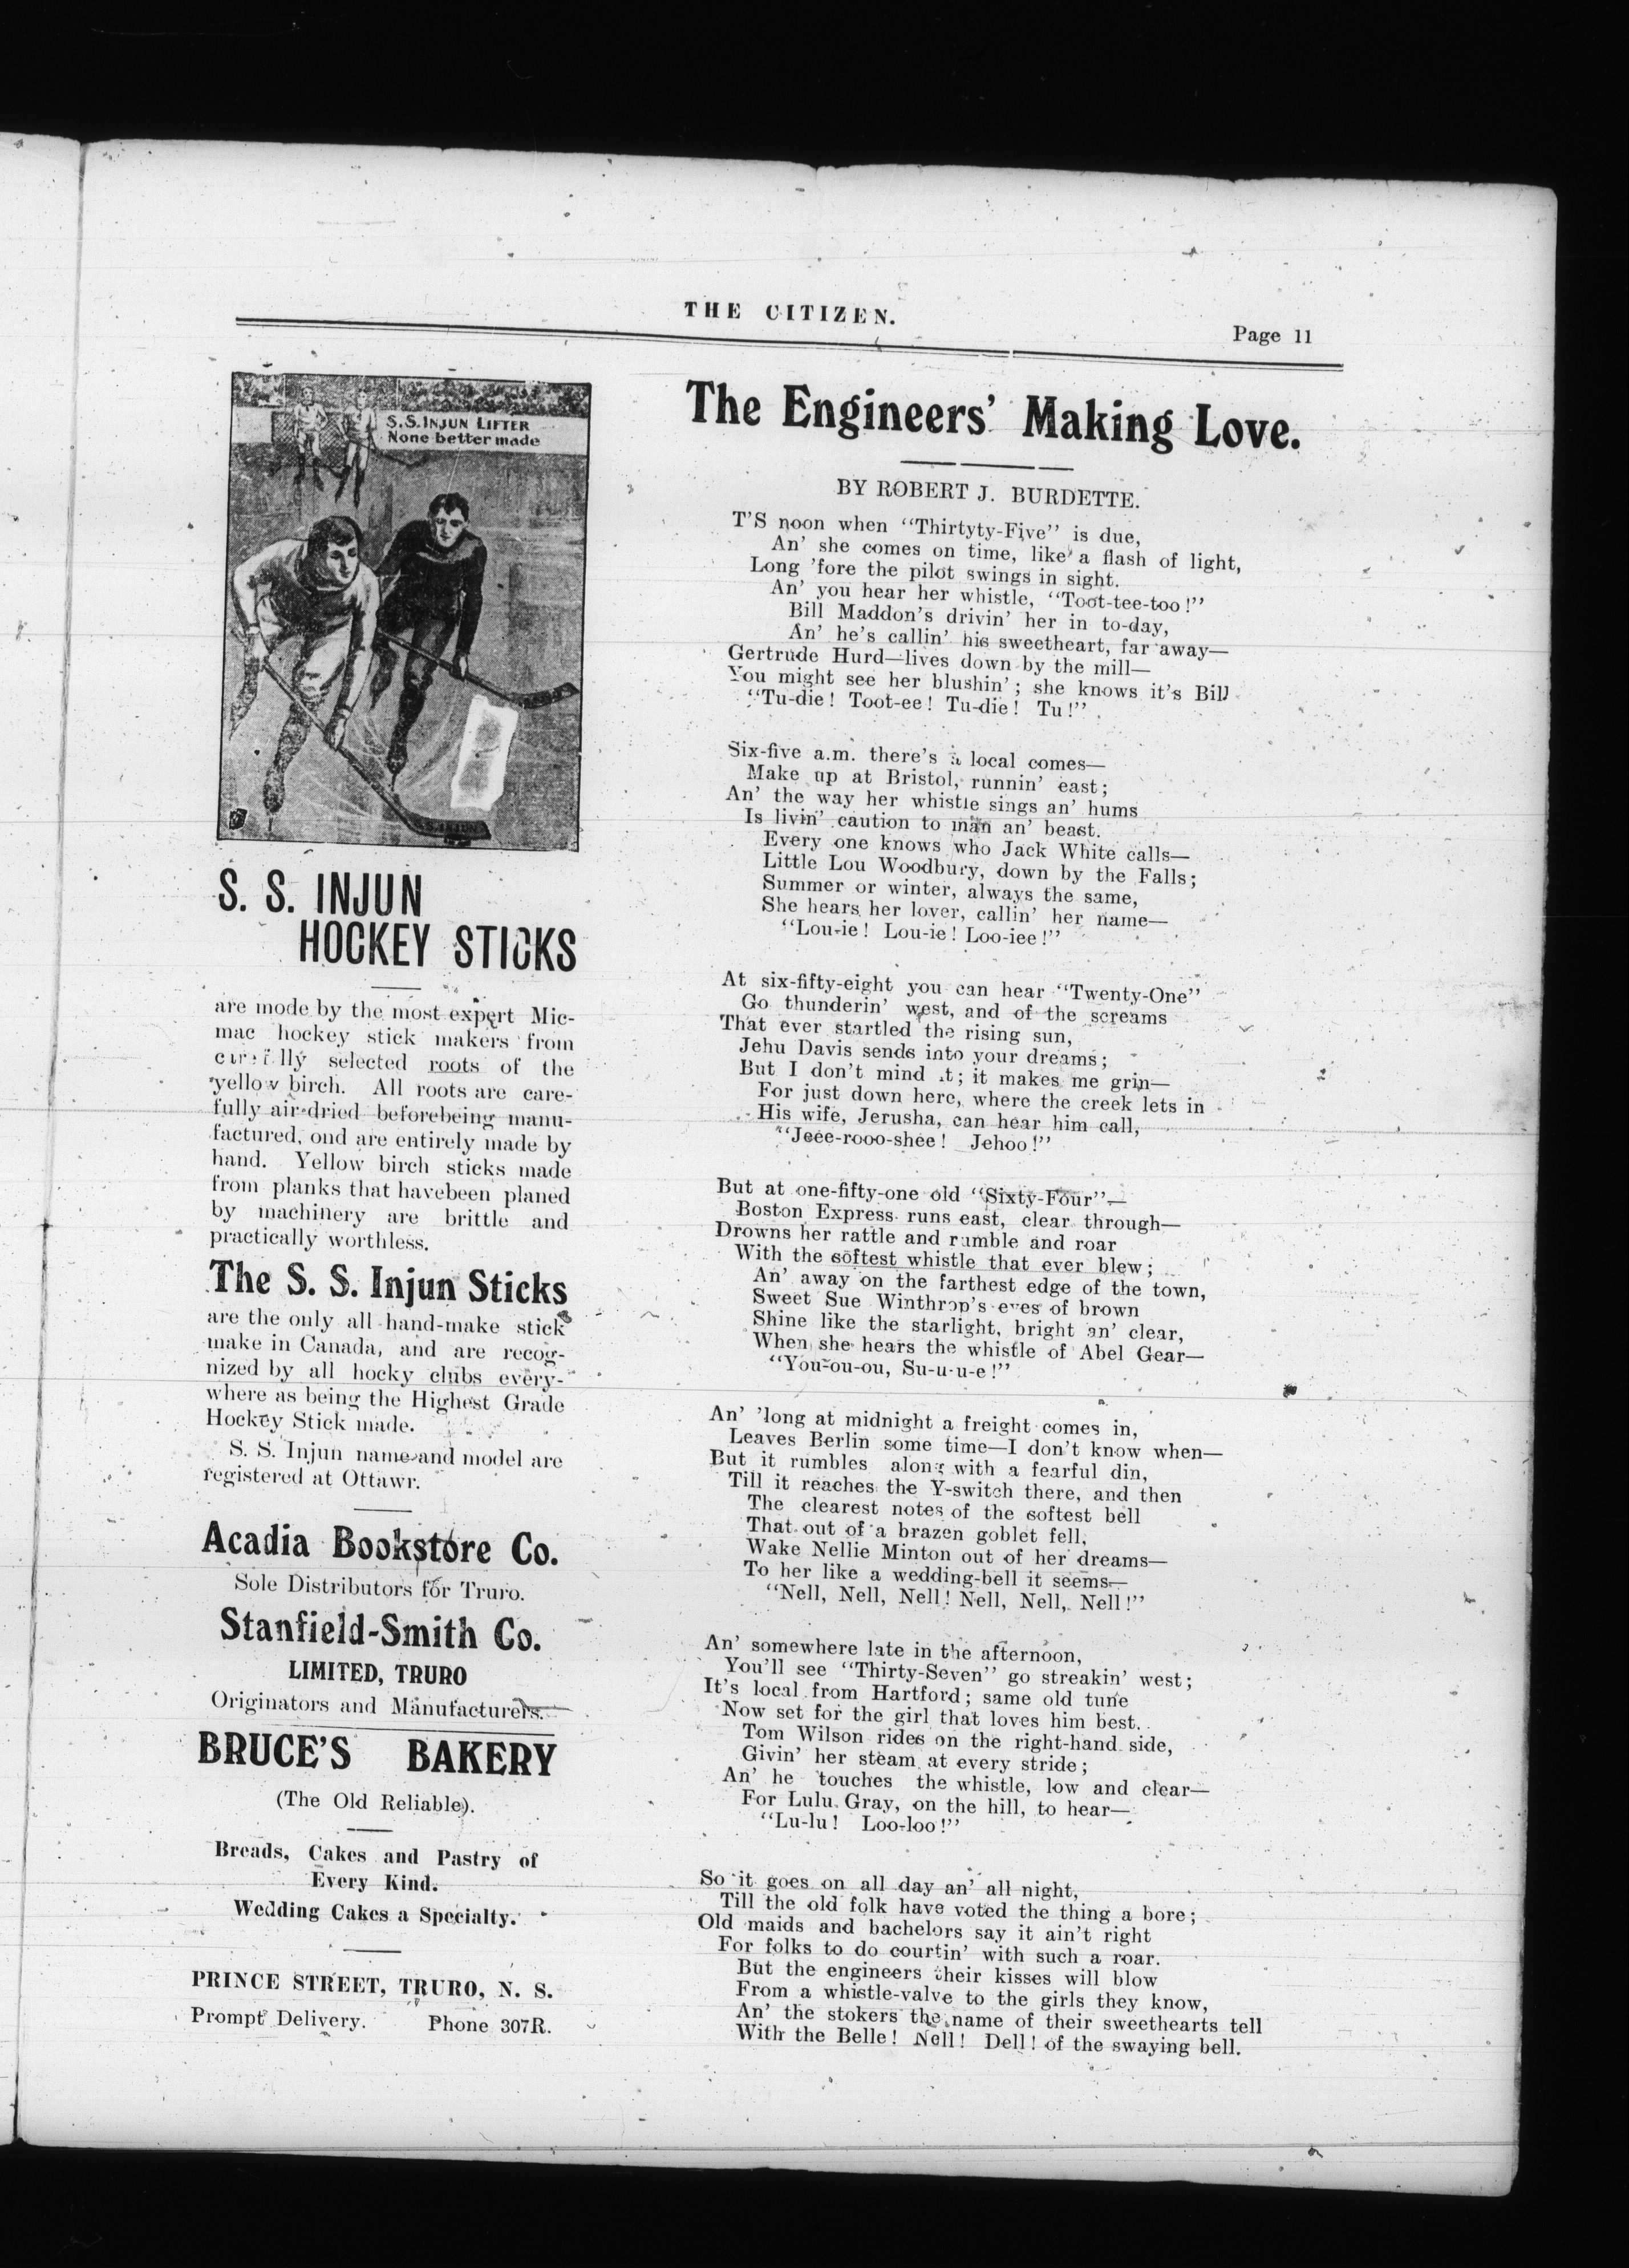 THE CITIZEN.
Page 11
S.S. INJUN LIFTER
None better made
S. S. INJUN
HOCKEY STICKS
are mode by the most expert Mic-
mac hockey stick makers from
selected roots of the
yellow birch. All roots are care-
fully air-dried beforebeing manu-
factured, ond are entirely made by
hand. Yellow birch sticks made
from planks that havebeen planed
by machinery are brittle and
practically worthless.
The S. S. Injun Sticks
are the only all hand-make stick
make in Canada, and are recog-
nized by all hocky clubs every-
where as being the Highest Grade
Hockey Stick made.
S. S. Injun name and model are
registered at Ottawr.
Acadia Bookstore Co.
Sole Distributors for Truro.
Stanfield-Smith Co.
LIMITED, TRURO
Originators and Manufacturers.
BRUCE'S BAKERY
(The Old Reliable).
Breads, Cakes and Pastry of
Every Kind.
Wedding Cakes a Specialty.
PRINCE STREET, TRURO, N. S.
Prompt Delivery. Phone 307R.
The Engineers' Making Love.
BY ROBERT J. BURDETTE.
T'S noon when "Thirtyty-Five" is due,
An' she comes on time, like a flash of light,
Long 'fore the pilot swings in sight.
An' you hear her whistle, "Toot-tee-too!"
Bill Maddon's drivin' her in to-day,
An' he's callin' his sweetheart, far away—
Gertrude Hurd—lives down by the mill—
You might see her blushin'; she knows it's Bill
"Tu-die! Toot-ee! Tu-die! Tu!"
Six-five a.m. there's a local comes—
Make up at Bristol, runnin' east;
An' the way her whistle sings an' hums
Is livin' caution to man an' beast.
Every one knows who Jack White calls—
Little Lou Woodbury, down by the Falls;
Summer or winter, always the same,
She hears her lover, callin' her name—
"Lou-ie! Lou-ie! Loo-iee!"
At six-fifty-eight you can hear "Twenty-One"
Go thunderin' west, and of the screams
That ever startled the rising sun,
Jehu Davis sends into your dreams;
But I don't mind it; it makes me grin—
For just down here, where the creek lets in
His wife, Jerusha, can hear him call,
"Jeee-rooo-shee! Jehoo!"
But at one-fifty-one old "Sixty-Four"—
Boston Express runs east, clear through—
Drowns her rattle and rumble and roar
With the softest whistle that ever blew;
An' away on the farthest edge of the town,
Sweet Sue Winthrop's eyes of brown
Shine like the starlight, bright an' clear,
When she hears the whistle of Abel Gear—
"You-ou-ou, Su-u-u-e!"
An' 'long at midnight a freight comes in,
Leaves Berlin some time—I don't know when—
But it rumbles along with a fearful din,
Till it reaches the Y-switch there, and then
The clearest notes of the softest bell
That out of a brazen goblet fell,
Wake Nellie Minton out of her dreams—
To her like a wedding-bell it seems—
"Nell, Nell, Nell! Nell, Nell, Nell!"
An' somewhere late in the afternoon,
You'll see "Thirty-Seven" go streakin' west;
It's local from Hartford; same old tune
Now set for the girl that loves him best.
Tom Wilson rides on the right-hand side,
Givin' her steam at every stride;
An' he touches the whistle, low and clear—
For Lulu Gray, on the hill, to hear—
"Lu-lu! Loo-loo!"
So it goes on all day an' all night,
Till the old folk have voted the thing a bore;
Old maids and bachelors say it ain't right
For folks to do courtin' with such a roar.
But the engineers their kisses will blow
From a whistle-valve to the girls they know,
An' the stokers the name of their sweethearts tell
With the Belle! Nell! Dell! of the swaying bell.